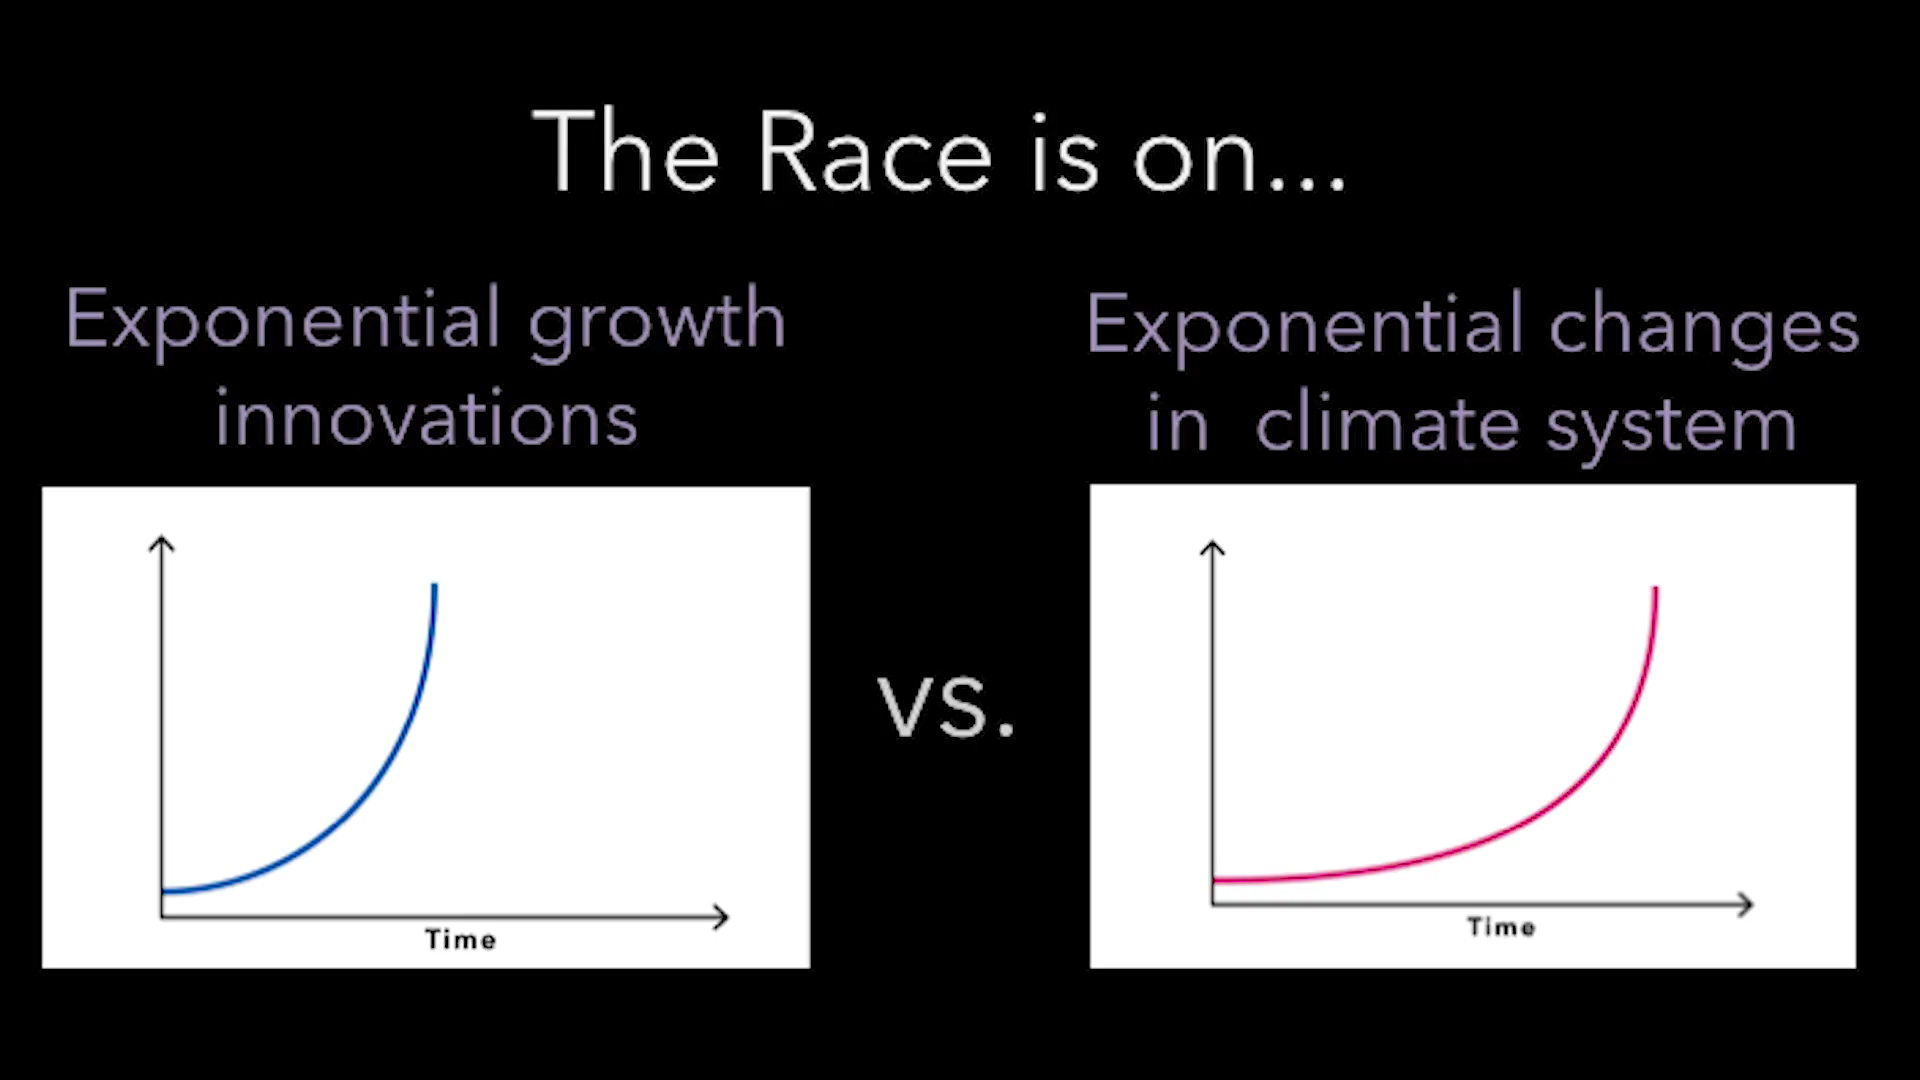 The Race is on...
Exponential growth
innovations
Exponential changes
in climate system
vs.
Time
Time